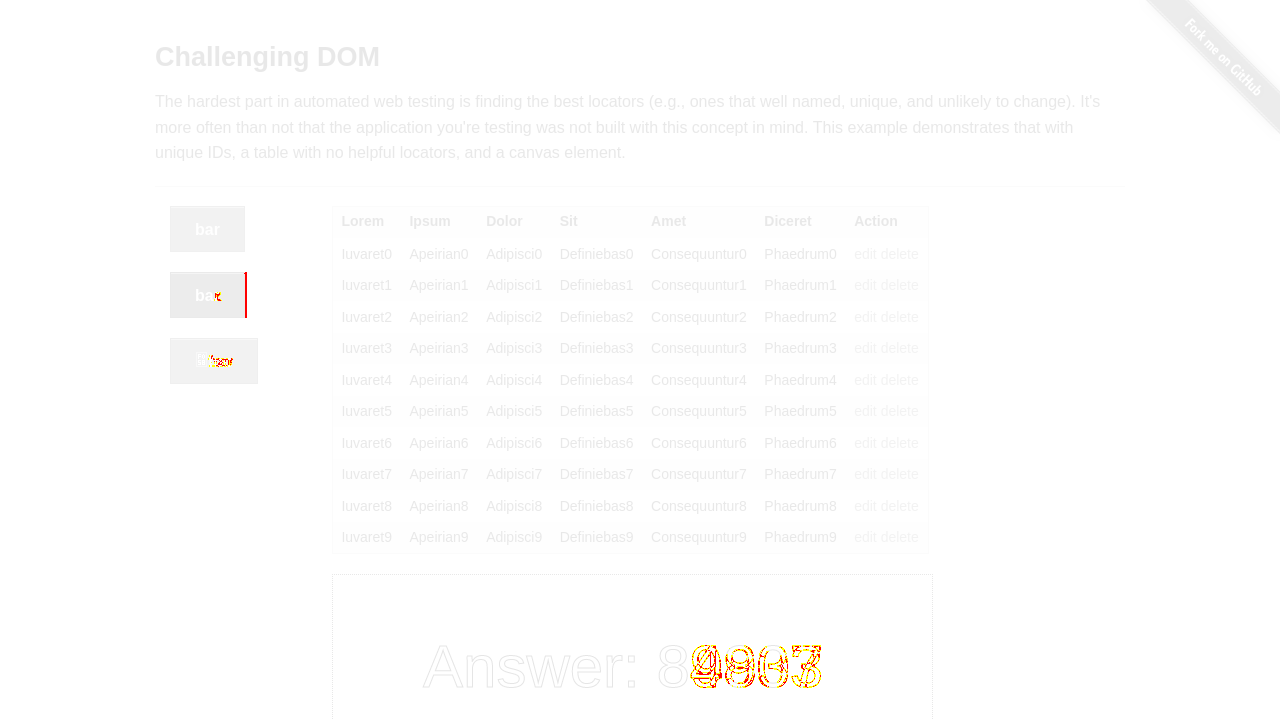 Fork me on GitHub
Challenging DOM
The hardest part in automated web testing is finding the best locators (e.g., ones that well named, unique, and unlikely to change). It's
more often than not that the application you're testing was not built with this concept in mind. This example demonstrates that with
unique IDs, a table with no helpful locators, and a canvas element.
bar
Lorem Ipsum Dolor Sit Amet Diceret Action
Iuvaret0 Apeirian0 Adipisci0 Definiebas0 Consequuntur0 Phaedrum0 edit delete
Iuvaret1 Apeirian1 Adipisci1 Definiebas1 Consequuntur1 Phaedrum1 edit delete
Iuvaret2 Apeirian2 Adipisci2 Definiebas2 Consequuntur2 Phaedrum2 edit delete
Iuvaret3 Apeirian3 Adipisci3 Definiebas3 Consequuntur3 Phaedrum3 edit delete
Iuvaret4 Apeirian4 Adipisci4 Definiebas4 Consequuntur4 Phaedrum4 edit delete
Iuvaret5 Apeirian5 Adipisci5 Definiebas5 Consequuntur5 Phaedrum5 edit delete
Iuvaret6 Apeirian6 Adipisci6 Definiebas6 Consequuntur6 Phaedrum6 edit delete
Iuvaret7 Apeirian7 Adipisci7 Definiebas7 Consequuntur7 Phaedrum7 edit delete
Iuvaret8 Apeirian8 Adipisci8 Definiebas8 Consequuntur8 Phaedrum8 edit delete
Iuvaret9 Apeirian9 Adipisci9 Definiebas9 Consequuntur9 Phaedrum9 edit delete
Answer: